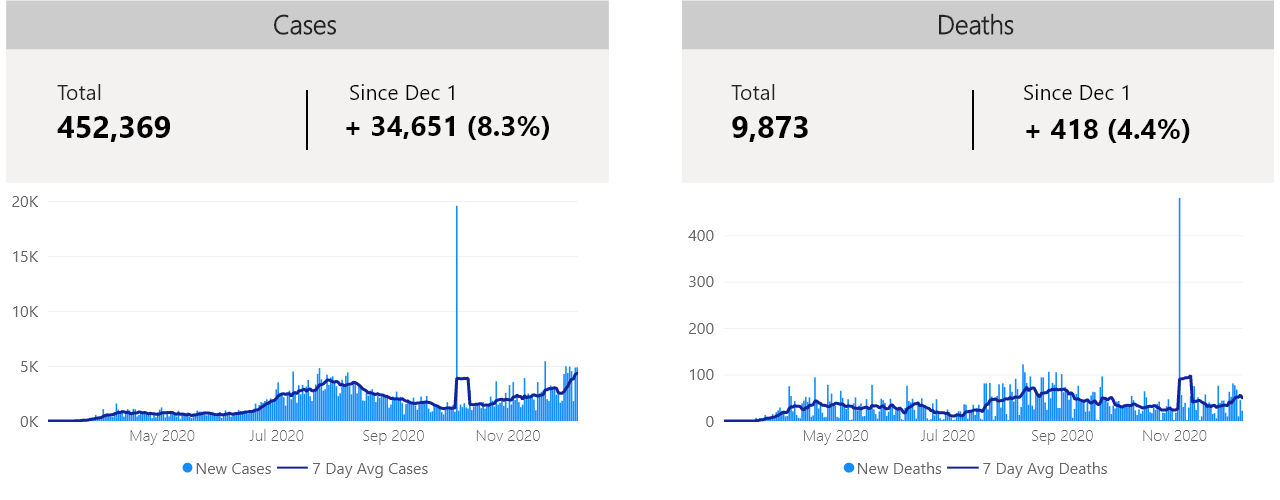 Cases
Total
452,369
Since Dec 1
+ 34,651 (8.3%)
20K
15K
10K
5K
0K
May 2020
Jul 2020
Sep 2020
Nov 2020
New Cases
7 Day Avg Cases
Deaths
Total
9,873
Since Dec 1
+ 418 (4.4%)
400
300
200
100
0
May 2020
Jul 2020
Sep 2020
Nov 2020
New Deaths
7 Day Avg Deaths